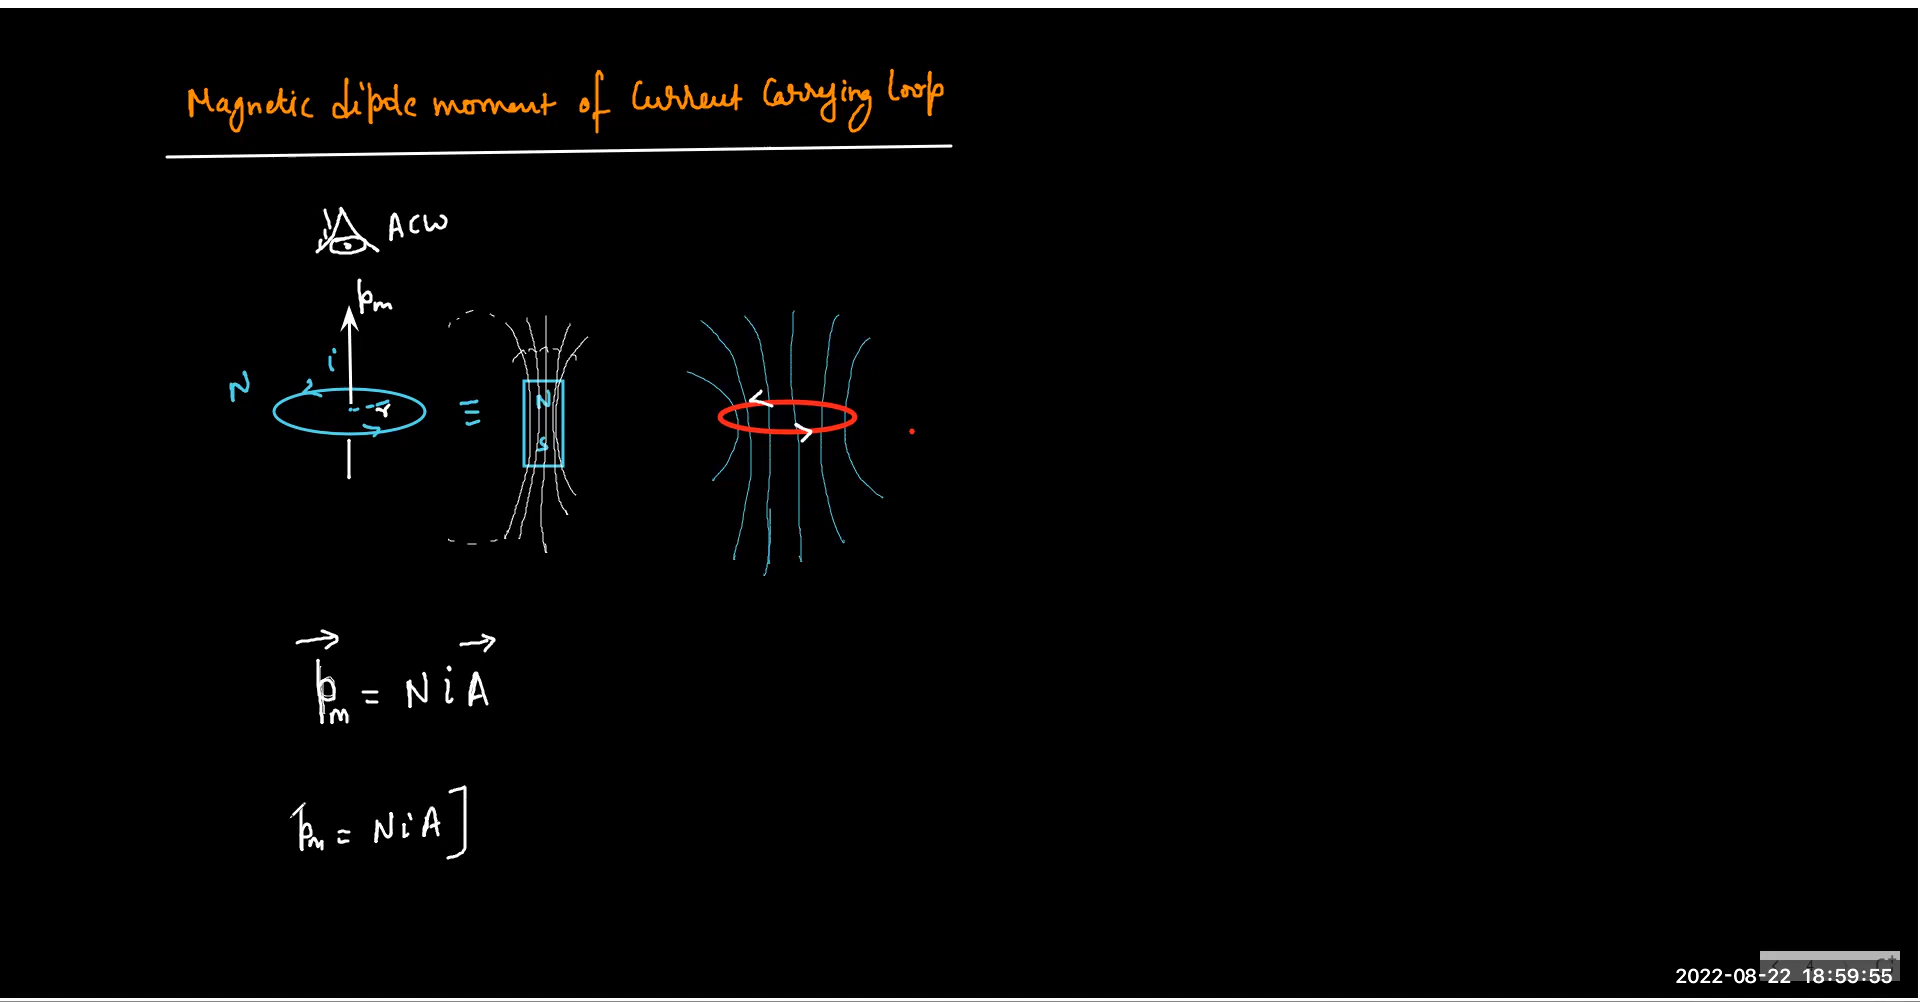 Magnetic dipole moment of Current Carrying Loop
ACW
pm
i
N
r
≡
N
S
pm = NiA
pm = NiA]
2022-08-22 18:59:55